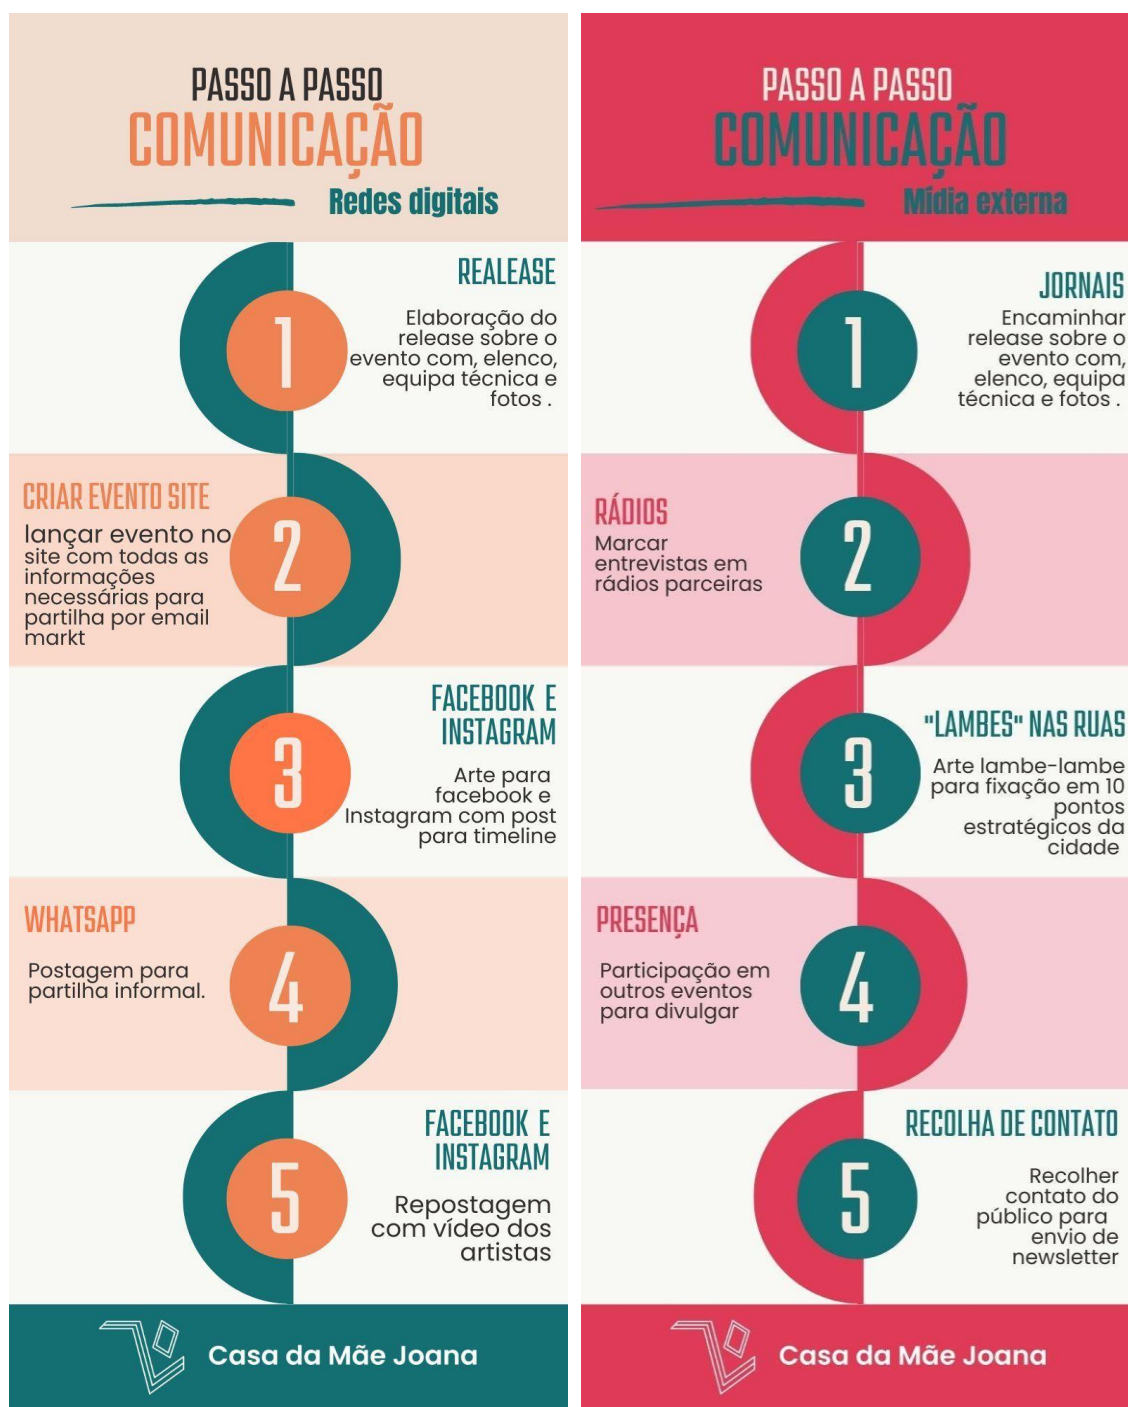 PASSO A PASSO
COMUNICAÇÃO
Redes digitais
REALEASE
Elaboração do
release sobre o
evento com, elenco,
equipa técnica e
fotos .
1
CRIAR EVENTO SITE
lançar evento no
site com todas as
informações
necessárias para
partilha por email
markt
2
FACEBOOK E
INSTAGRAM
Arte para
facebook e
Instagram com post
para timeline
3
WHATSAPP
Postagem para
partilha informal.
4
FACEBOOK E
INSTAGRAM
Repostagem
com vídeo dos
artistas
5
Casa da Mãe Joana
PASSO A PASSO
COMUNICAÇÃO
Mídia externa
JORNAIS
Encaminhar
release sobre o
evento com,
elenco, equipa
técnica e fotos .
1
RÁDIOS
Marcar
entrevistas em
rádios parceiras
2
"LAMBES" NAS RUAS
Arte lambe-lambe
para fixação em 10
pontos
estratégicos da
cidade
3
PRESENÇA
Participação em
outros eventos
para divulgar
4
RECOLHA DE CONTATO
Recolher
contato do
público para
envio de
newsletter
5
Casa da Mãe Joana